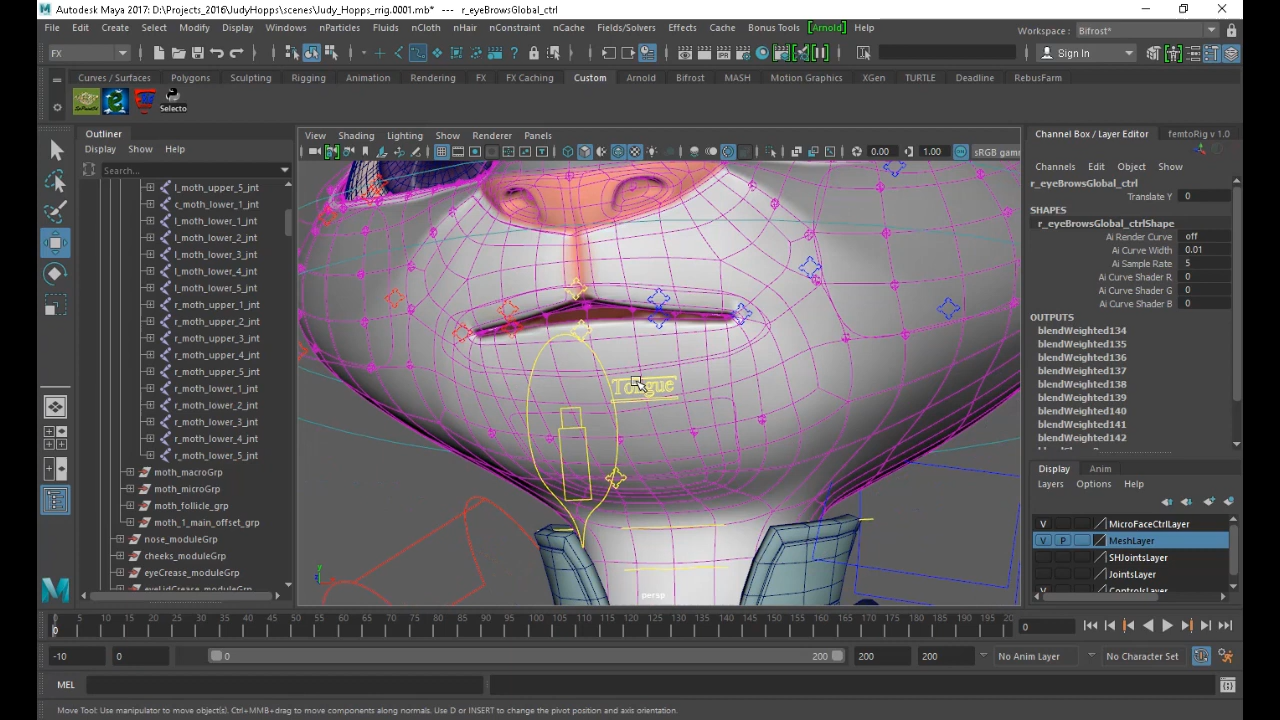 Autodesk Maya 2017: D:\Projects_2016\JudyHopps\scenes\Judy_Hopps_rrig.0001.mb* --- r_eyeBrowsGlobal_ctrl
File Edit Create Select Modify Display Windows nParticles Fluids nCloth nHair nConstraint nCache Fields/Solvers Effects Cache Bonus Tools [Arnold] Help
Workspace: Bifrost*
FX
Sign In
Curves / Surfaces Polygons Sculpting Rigging Animation Rendering FX FX Caching Custom Arnold Bifrost MASH Motion Graphics XGen TURTLE Deadline RebusFarm
Selecto
Outliner
Display Show Help
Search...
l_moth_upper_5_jnt
c_moth_lower_1_jnt
l_moth_lower_1_jnt
l_moth_lower_2_jnt
l_moth_lower_3_jnt
l_moth_lower_4_jnt
l_moth_lower_5_jnt
r_moth_upper_1_jnt
r_moth_upper_2_jnt
r_moth_upper_3_jnt
r_moth_upper_4_jnt
r_moth_upper_5_jnt
r_moth_lower_1_jnt
r_moth_lower_2_jnt
r_moth_lower_3_jnt
r_moth_lower_4_jnt
r_moth_lower_5_jnt
moth_macroGrp
moth_microGrp
moth_follicle_grp
moth_1_main_offset_grp
nose_moduleGrp
cheeks_moduleGrp
eyeCrease_moduleGrp
View Shading Lighting Show Renderer Panels
0.00 1.00 sRGB gamm
Tongue
persp
Channel Box / Layer Editor femtoRig v 1.0
Channels Edit Object Show
r_eyeBrowsGlobal_ctrl
Translate Y 0
SHAPES
r_eyeBrowsGlobal_ctrlShape
Ai Render Curve off
Ai Curve Width 0.01
Ai Sample Rate 5
Ai Curve Shader R 0
Ai Curve Shader G 0
Ai Curve Shader B 0
OUTPUTS
blendWeighted134
blendWeighted135
blendWeighted136
blendWeighted137
blendWeighted138
blendWeighted139
blendWeighted140
blendWeighted141
blendWeighted142
Display Anim
Layers Options Help
V MicroFaceCtrlLayer
V P MeshLayer
SHJointsLayer
JointsLayer
ControlsLayer
0 5 10 15 20 25 30 35 40 45 50 55 60 65 70 75 80 85 90 95 100 105 110 115 120 125 130 135 140 145 150 155 160 165 170 175 180 185 190 195 20
0
0
-10 0 0 200 200 200 No Anim Layer No Character Set
MEL
Move Tool: Use manipulator to move object(s). Ctrl+MMB+drag to move components along normals. Use D or INSERT to change the pivot position and axis orientation.